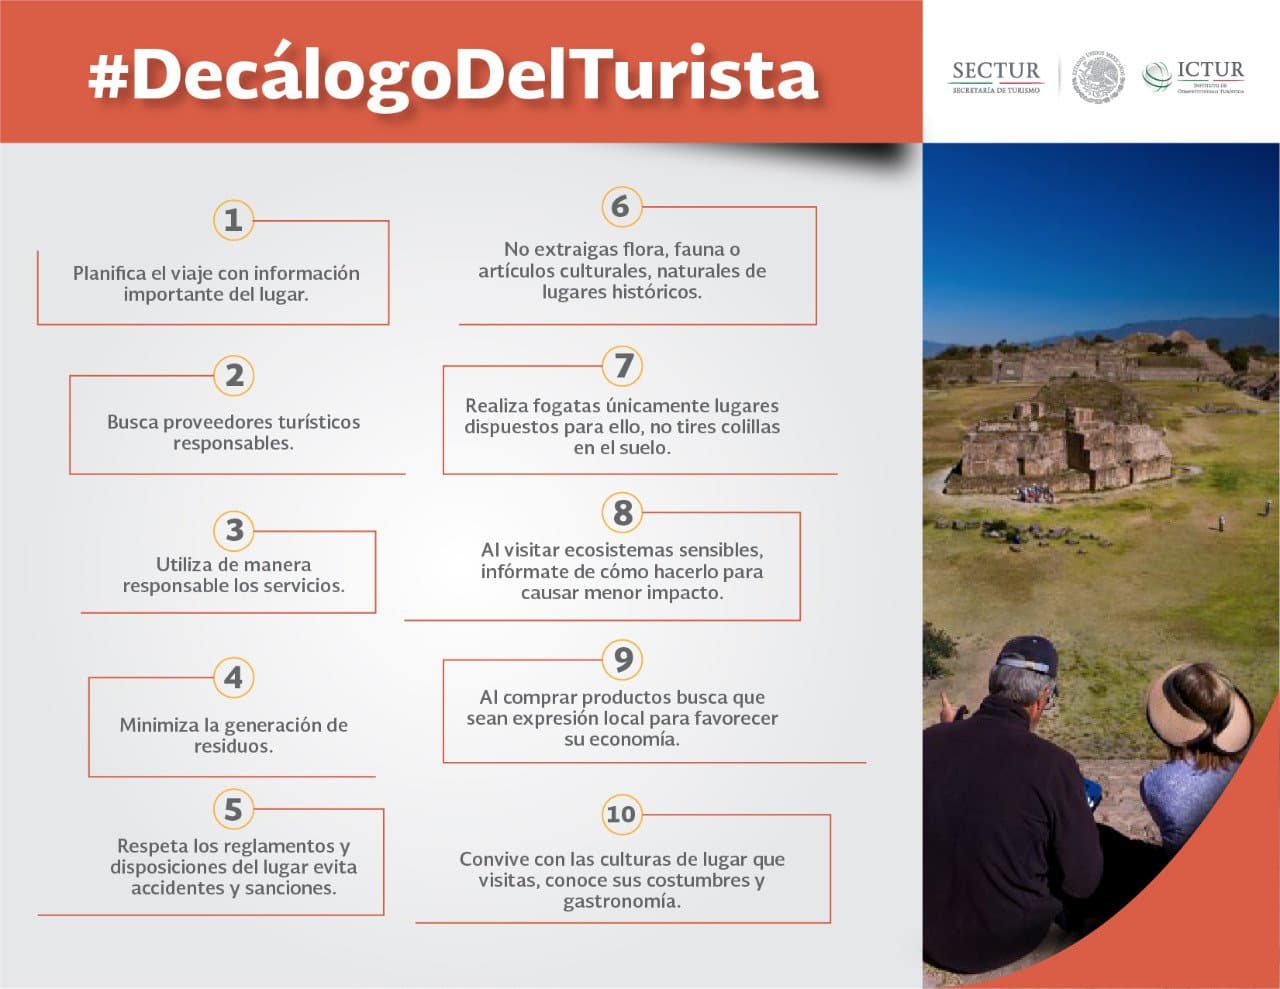 #DecálogoDelTurista
SECTUR
SECRETARÍA DE TURISMO
ESTADOS UNIDOS MEXICANOS
ICTUR
INSTITUTO DE
COMPETITIVIDAD TURÍSTICA
1
Planifica el viaje con información
importante del lugar.
2
Busca proveedores turísticos
responsables.
3
Utiliza de manera
responsable los servicios.
4
Minimiza la generación de
residuos.
5
Respeta los reglamentos y
disposiciones del lugar evita
accidentes y sanciones.
6
No extraigas flora, fauna o
artículos culturales, naturales de
lugares históricos.
7
Realiza fogatas únicamente lugares
dispuestos para ello, no tires colillas
en el suelo.
8
Al visitar ecosistemas sensibles,
infórmate de cómo hacerlo para
causar menor impacto.
9
Al comprar productos busca que
sean expresión local para favorecer
su economía.
10
Convive con las culturas de lugar que
visitas, conoce sus costumbres y
gastronomía.